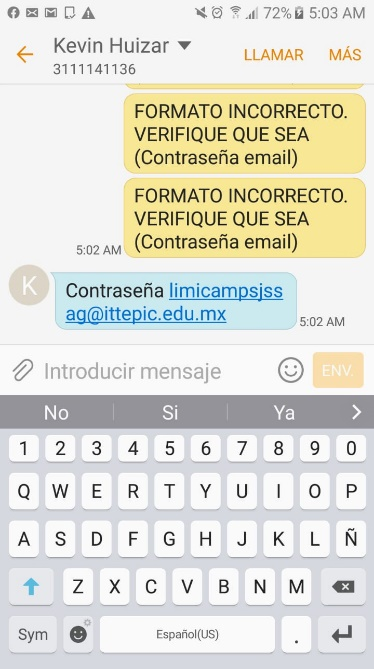 72% 5:03 AM
Kevin Huizar
3111141136
LLAMAR
MÁS
FORMATO INCORRECTO.
VERIFIQUE QUE SEA
(Contraseña email)
FORMATO INCORRECTO.
VERIFIQUE QUE SEA
(Contraseña email)
5:02 AM
K
Contraseña limicampsjss
ag@ittepic.edu.mx
5:02 AM
Introducir mensaje
ENV.
No Si Ya
1 2 3 4 5 6 7 8 9 0
Q W E R T Y U I O P
A S D F G H J K L Ñ
Z X C V B N M
Sym Español(US) .